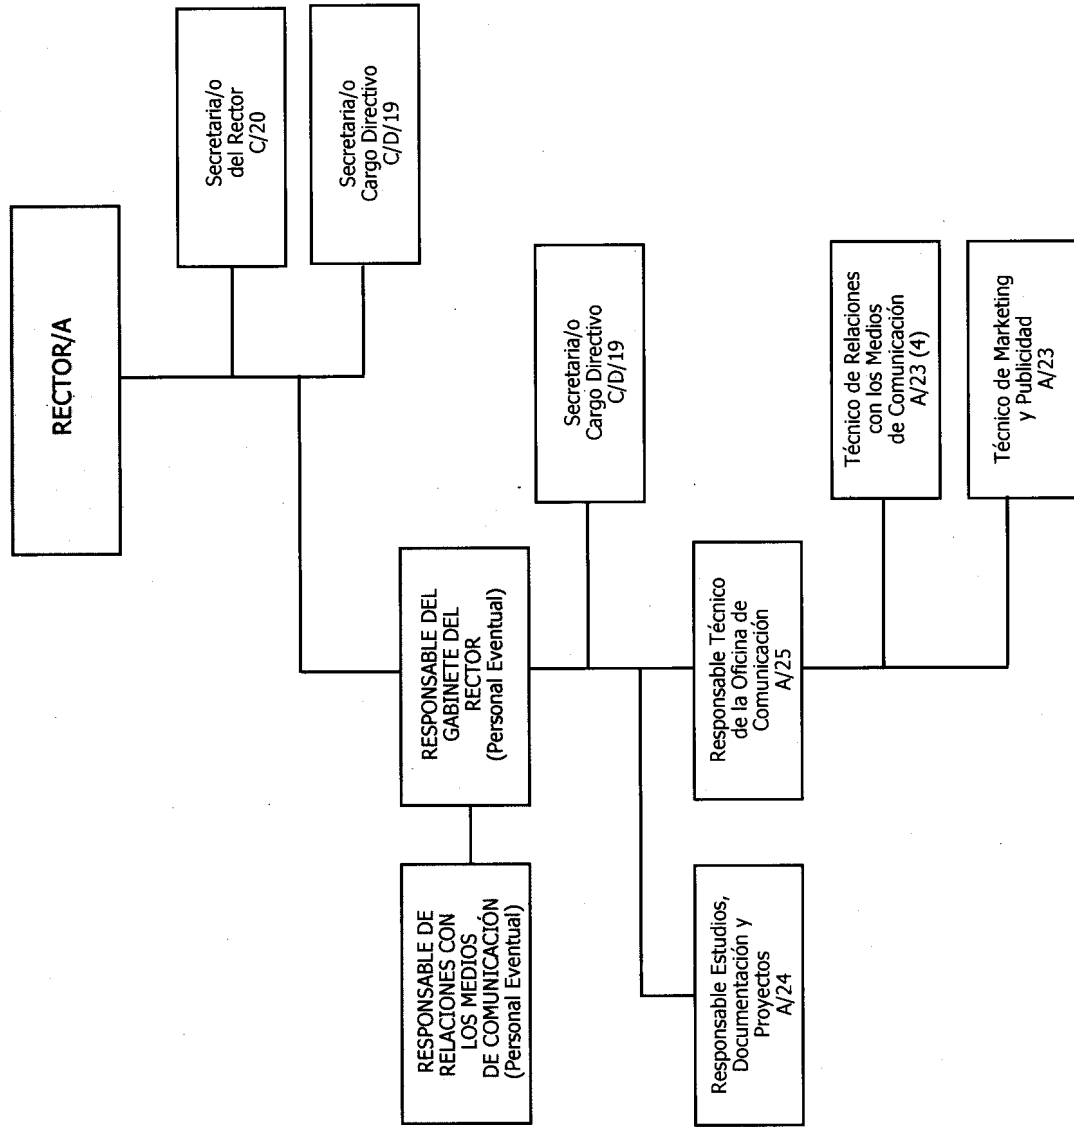 RECTOR/A
Secretaria/o
del Rector
C/20
Secretaria/o
Cargo Directivo
C/D/19
RESPONSABLE DE
RELACIONES CON
LOS MEDIOS
DE COMUNICACIÓN
(Personal Eventual)
RESPONSABLE DEL
GABINETE DEL
RECTOR
(Personal Eventual)
Secretaria/o
Cargo Directivo
C/D/19
Responsable Estudios,
Documentación y
Proyectos
A/24
Responsable Técnico
de la Oficina de
Comunicación
A/25
Técnico de Relaciones
con los Medios
de Comunicación
A/23 (4)
Técnico de Marketing
y Publicidad
A/23